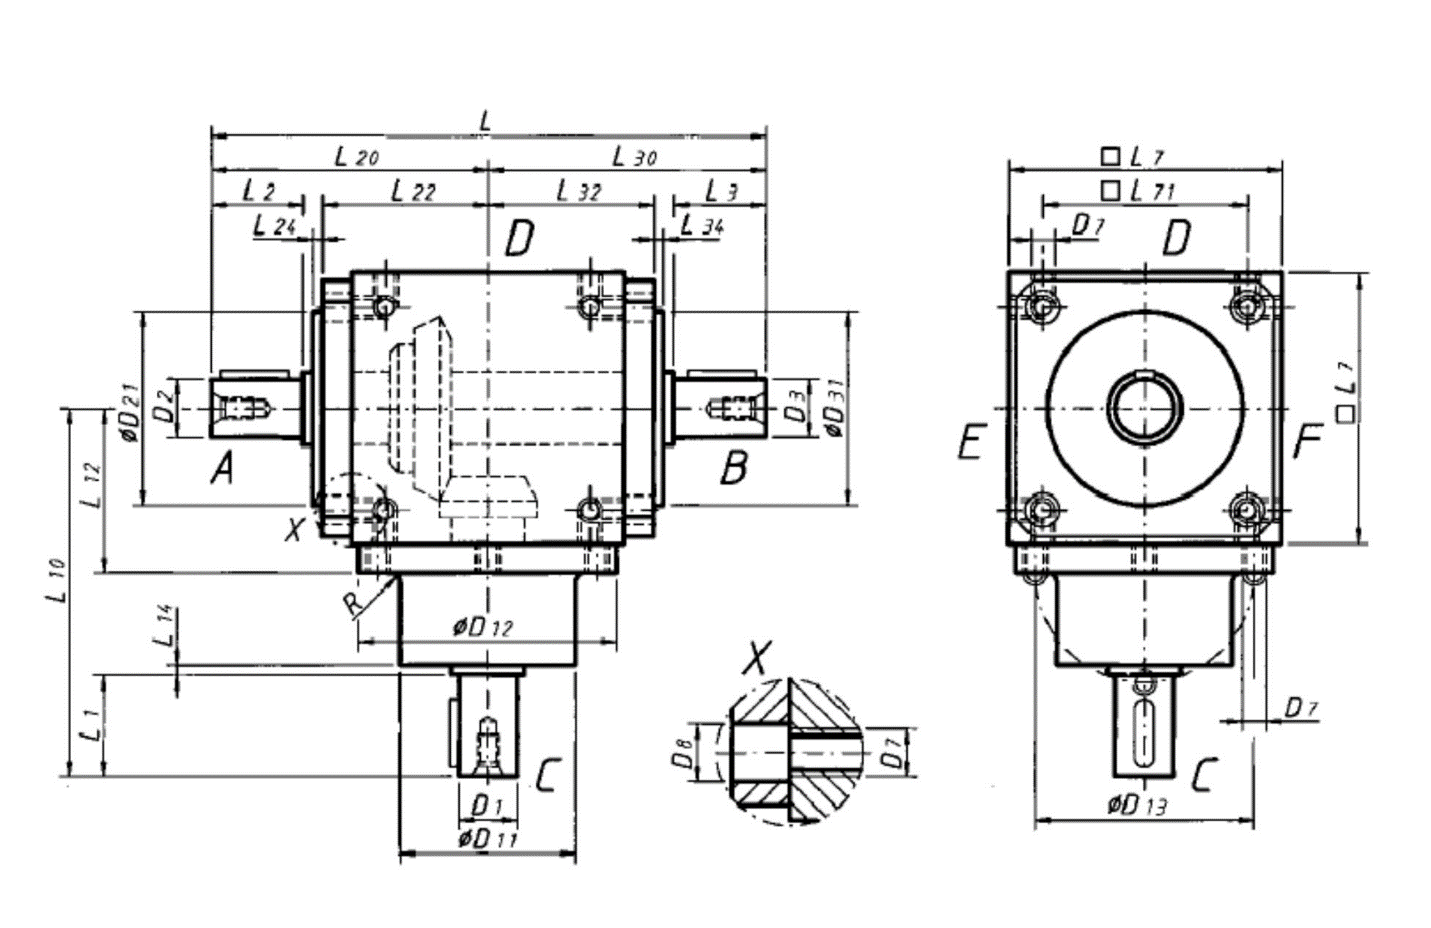 L
L 20
L 30
L 2
L 22
L 32
L 3
L 24
D
L 34
øD 21
D 2
D 3
øD 31
A
B
L 12
X
L 10
R
L 14
øD 12
L 1
C
D 1
øD 11
X
D 8
D 7
□ L 7
□ L 71
D 7
D
□ L 7
E
F
D 7
C
øD 13